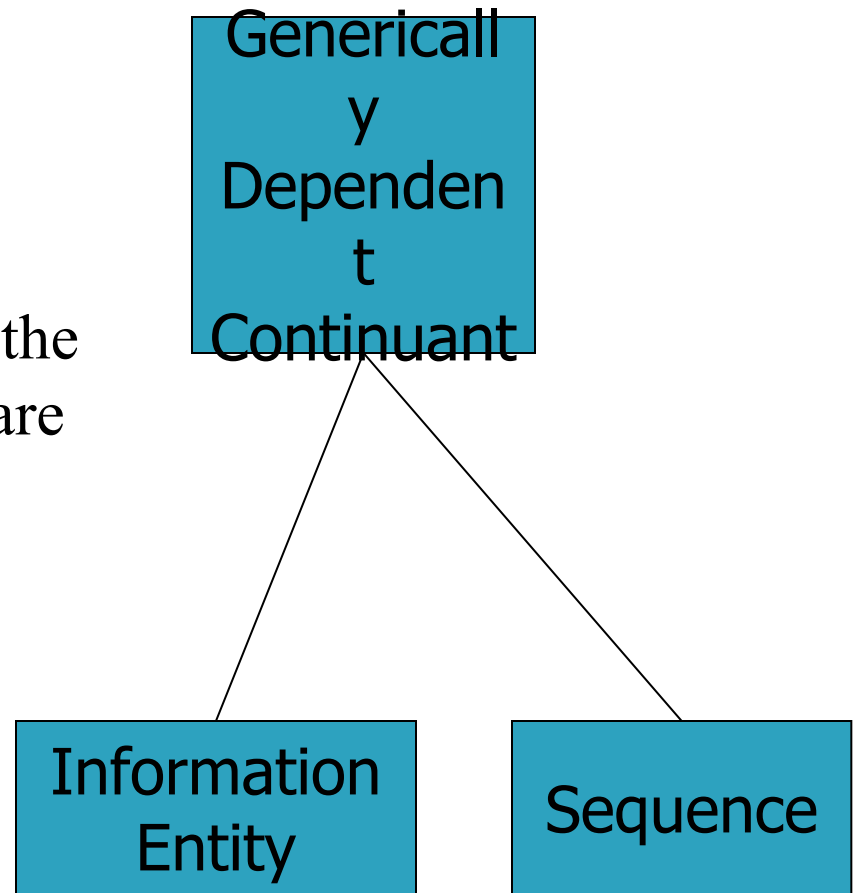 Genericall
y
Dependen
t
Continuant
the
are
Information
Entity
Sequence